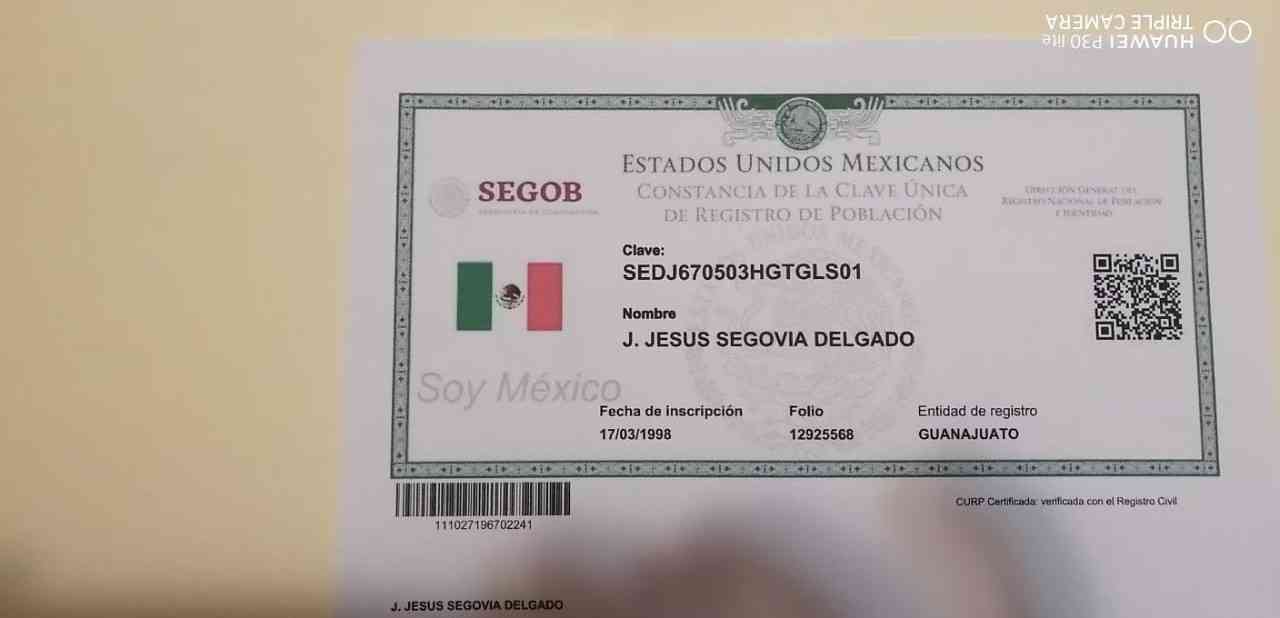 HUAWEI P30 lite
TRIPLE CAMERA
ESTADOS UNIDOS MEXICANOS
CONSTANCIA DE LA CLAVE ÚNICA
DE REGISTRO DE POBLACIÓN
SEGOB
DIRECCIÓN GENERAL DEL
REGISTRO NACIONAL DE POBLACIÓN
E IDENTIDAD
Clave:
SEDJ670503HGTGLS01
Nombre
J. JESUS SEGOVIA DELGADO
Soy México
Fecha de inscripción Folio Entidad de registro
17/03/1998 12925568 GUANAJUATO
111027196702241
CURP Certificada: verificada con el Registro Civil
J. JESUS SEGOVIA DELGADO